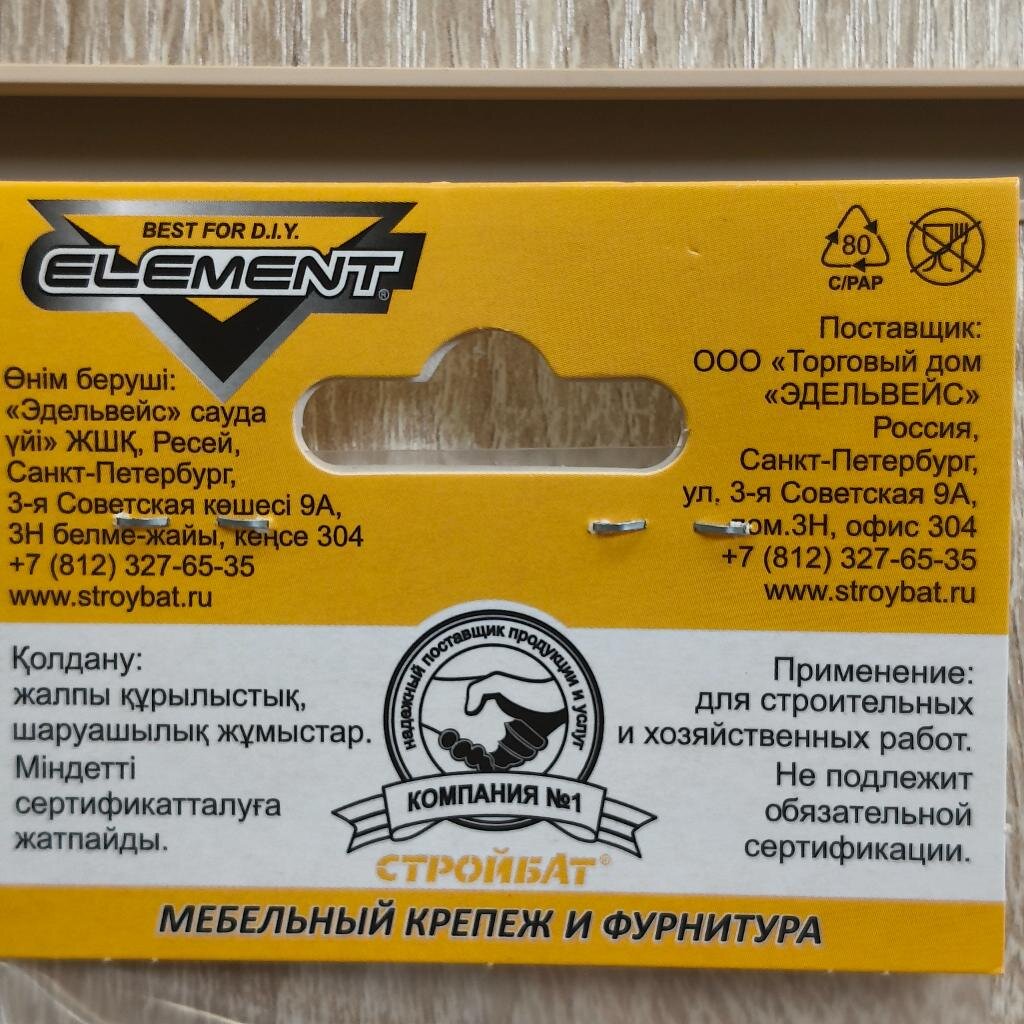 BEST FOR D.I.Y.
ELEMENT®
80
C/PAP
Өнім беруші:
«Эдельвейс» сауда
үйі» ЖШҚ, Ресей,
Санкт-Петербург,
3-я Советская көшесі 9А,
3Н белме-жайы, кеңсе 304
+7 (812) 327-65-35
www.stroybat.ru
Поставщик:
ООО «Торговый дом
«ЭДЕЛЬВЕЙС»
Россия,
Санкт-Петербург,
ул. 3-я Советская 9А,
пом.3Н, офис 304
+7 (812) 327-65-35
www.stroybat.ru
Қолдану:
жалпы құрылыстық,
шаруашылық жұмыстар.
Міндетті
сертификатталуға
жатпайды.
надежный поставщик продукции и услуг
КОМПАНИЯ №1
СТРОЙБАТ®
Применение:
для строительных
и хозяйственных работ.
Не подлежит
обязательной
сертификации.
МЕБЕЛЬНЫЙ КРЕПЕЖ И ФУРНИТУРА